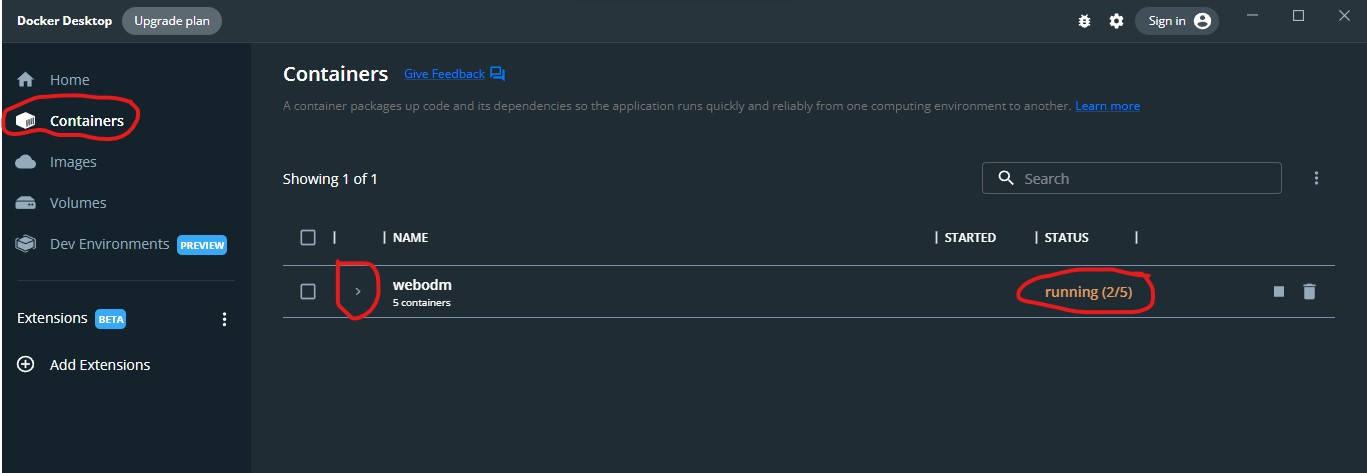 Docker Desktop Upgrade plan Sign in
Home
Containers
Images
Volumes
Dev Environments PREVIEW
Extensions BETA
Add Extensions
Containers Give Feedback
A container packages up code and its dependencies so the application runs quickly and reliably from one computing environment to another. Learn more
Showing 1 of 1 Search
NAME STARTED STATUS
webodm running (2/5)
5 containers